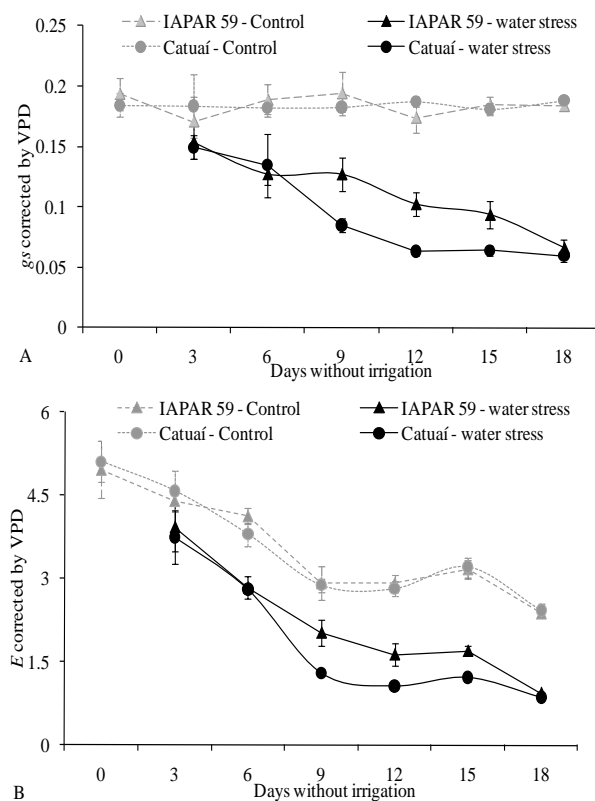 IAPAR 59 - Control
IAPAR 59 - water stress
Catuaí - Control
Catuaí - water stress
0.25
0.2
0.15
0.1
0.05
0
gs corrected by VPD
0 3 6 9 12 15 18
A
Days without irrigation
IAPAR 59 - Control
IAPAR 59 - water stress
Catuaí - Control
Catuaí - water stress
6
4.5
3
1.5
0
E corrected by VPD
0 3 6 9 12 15 18
B
Days without irrigation